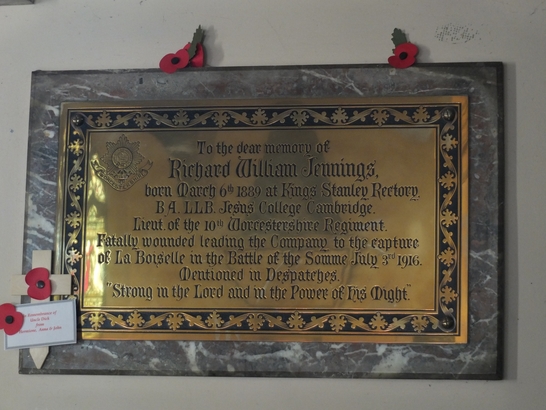 To the dear memory of
Richard William Jennings,
born March 6th 1889 at Kings Stanley Rectory.
B.A. LL.B. Jesus College Cambridge.
Lieut. of the 10th Worcestershire Regiment.
Fatally wounded leading the Company to the capture
of La Boiselle in the Battle of the Somme July 3rd 1916.
Mentioned in Despatches.
"Strong in the Lord and in the Power of his Might."
Remembrance of
from